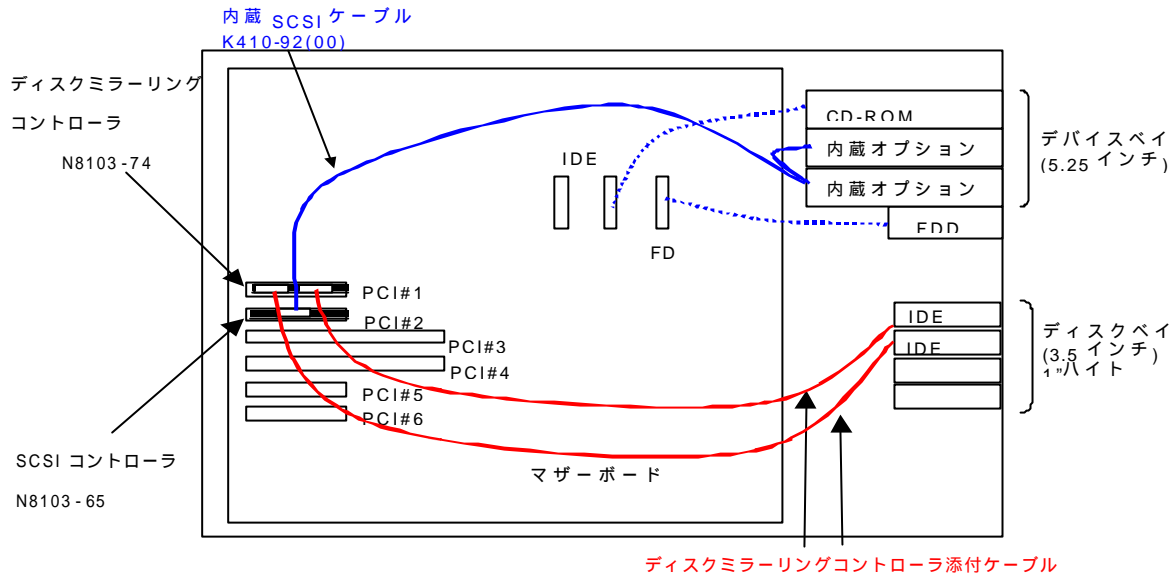 内蔵 SCSI ケーブル
K410-92(00)
ディスクミラーリング
コントローラ
N8103-74
CD-ROM
内蔵オプション
内蔵オプション
FDD
デバイスベイ
(5.25 インチ)
IDE
FD
PCI#1
PCI#2
PCI#3
PCI#4
PCI#5
PCI#6
IDE
IDE
ディスクベイ
(3.5 インチ)
1”ハイト
SCSI コントローラ
N8103-65
マザーボード
ディスクミラーリングコントローラ添付ケーブル